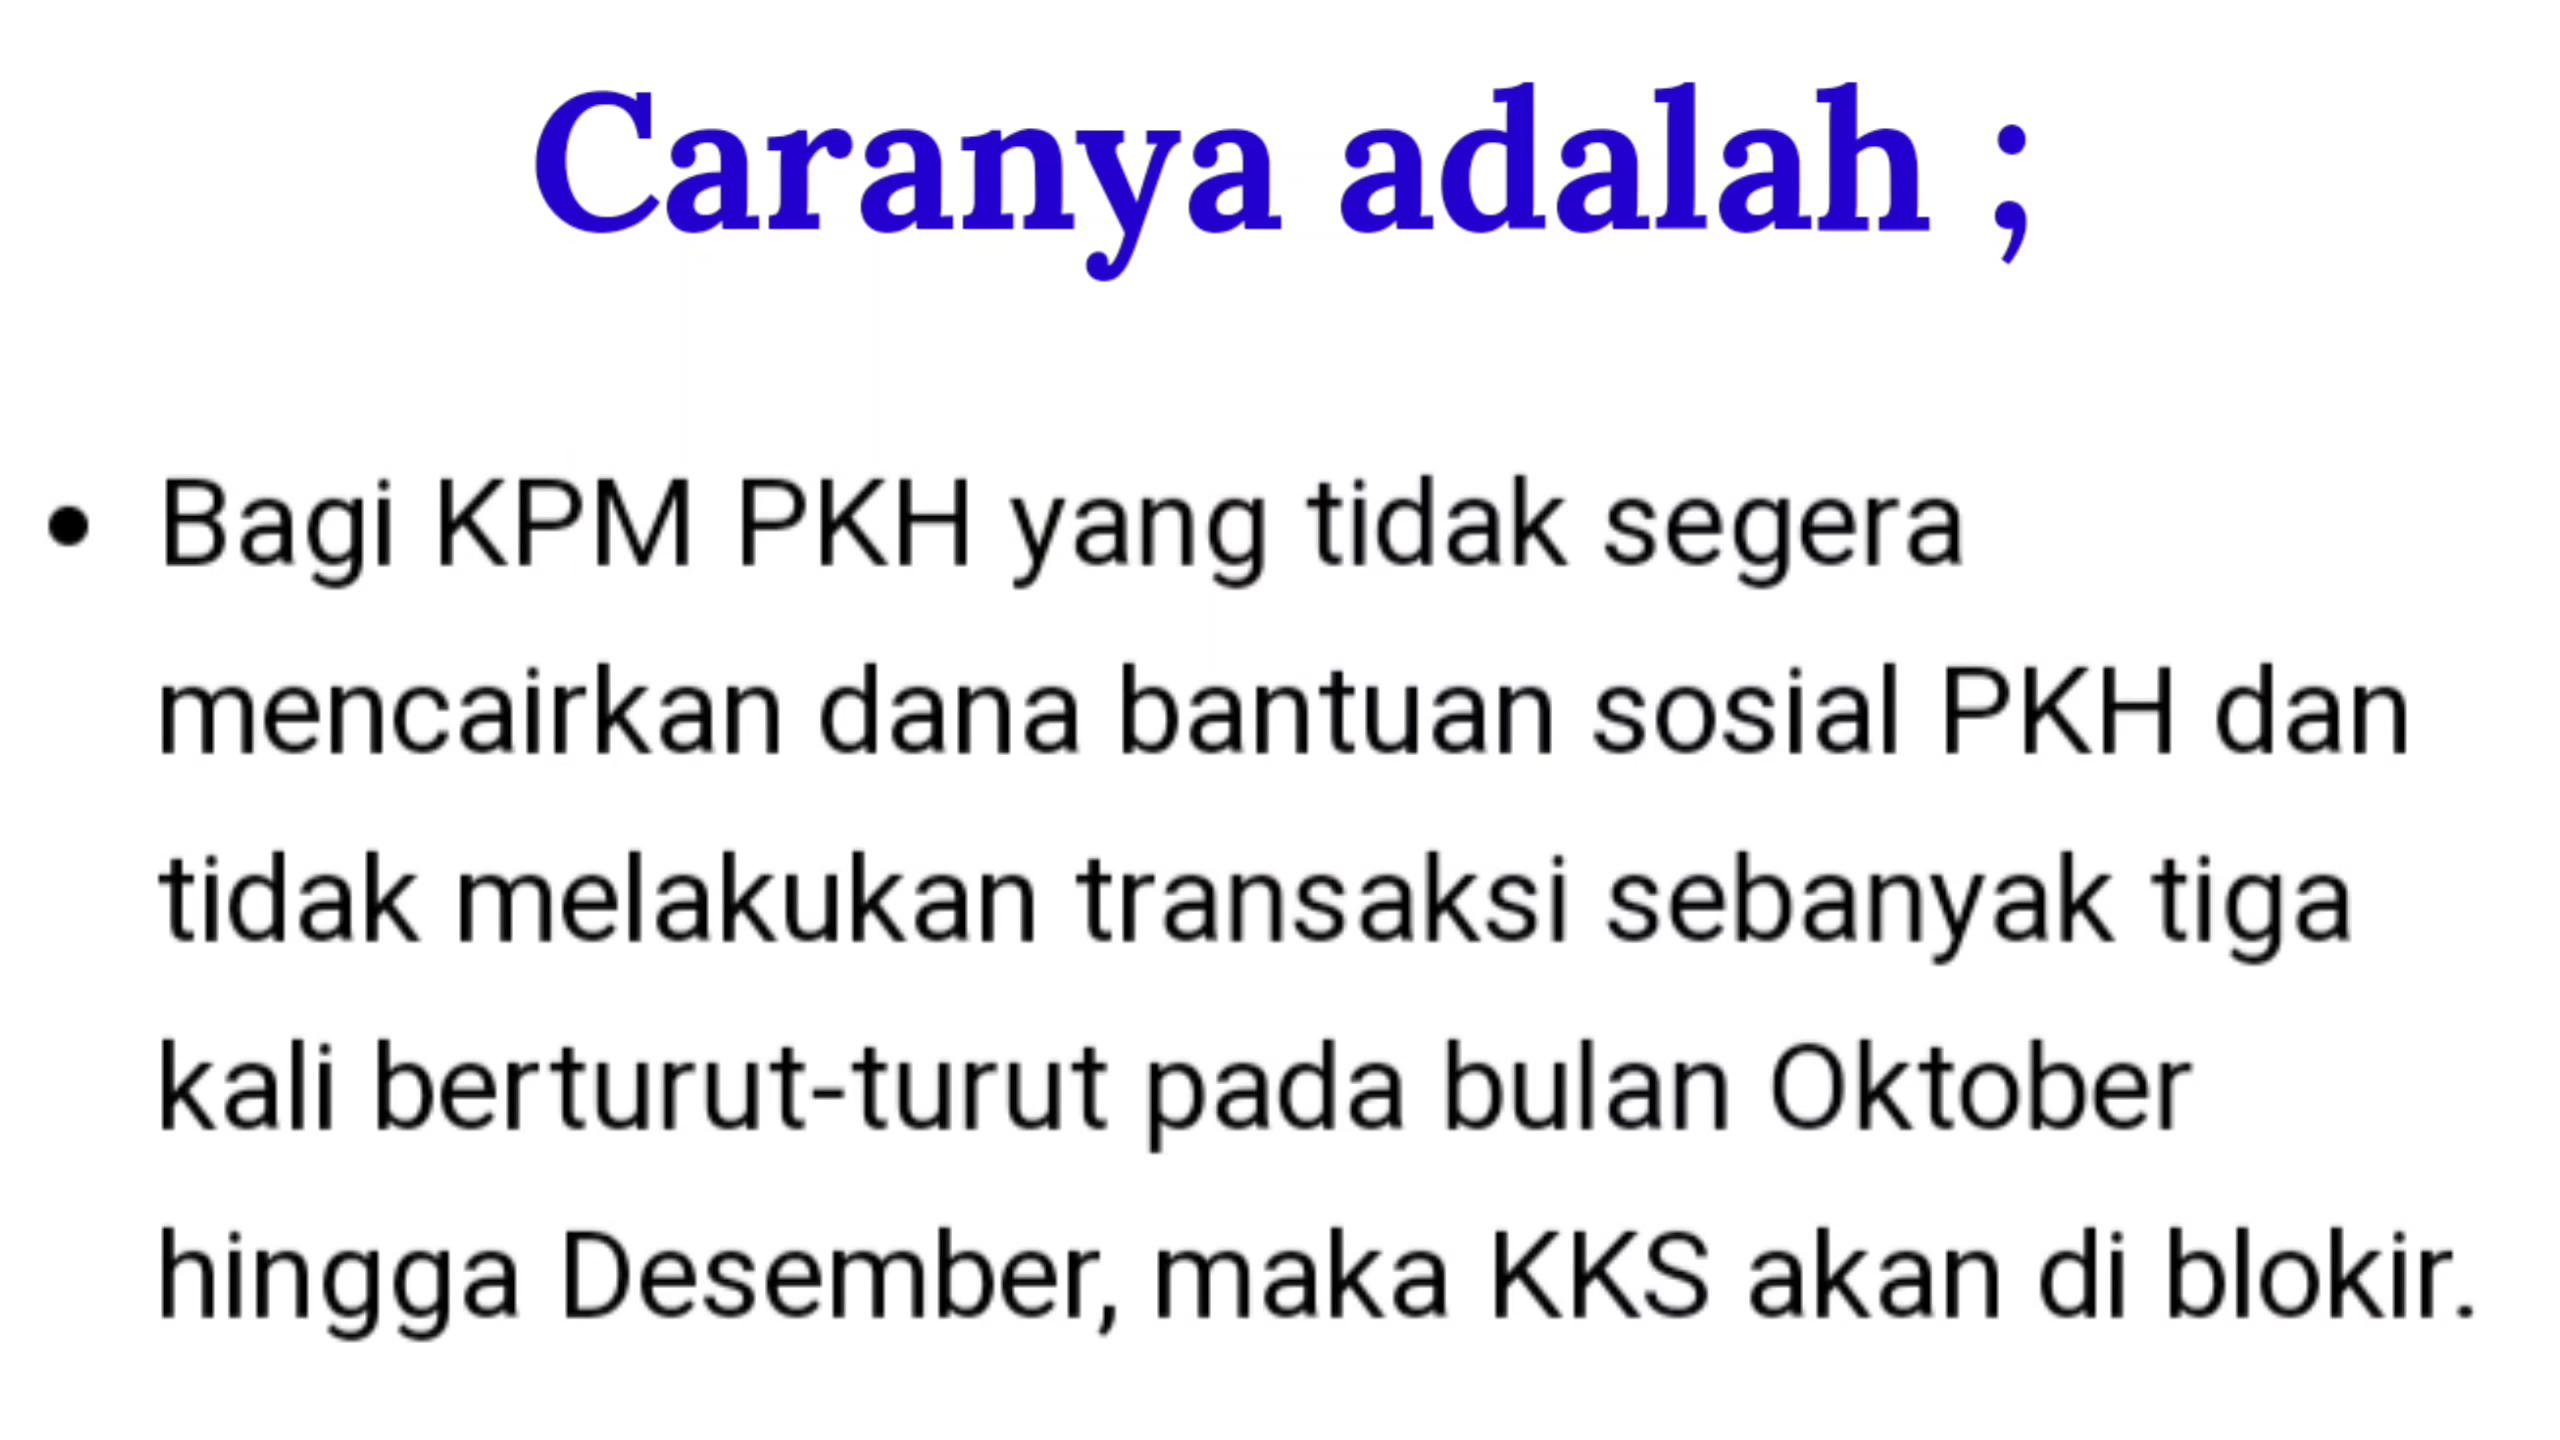 Caranya adalah ;
• Bagi KPM PKH yang tidak segera
mencairkan dana bantuan sosial PKH dan
tidak melakukan transaksi sebanyak tiga
kali berturut-turut pada bulan Oktober
hingga Desember, maka KKS akan di blokir.